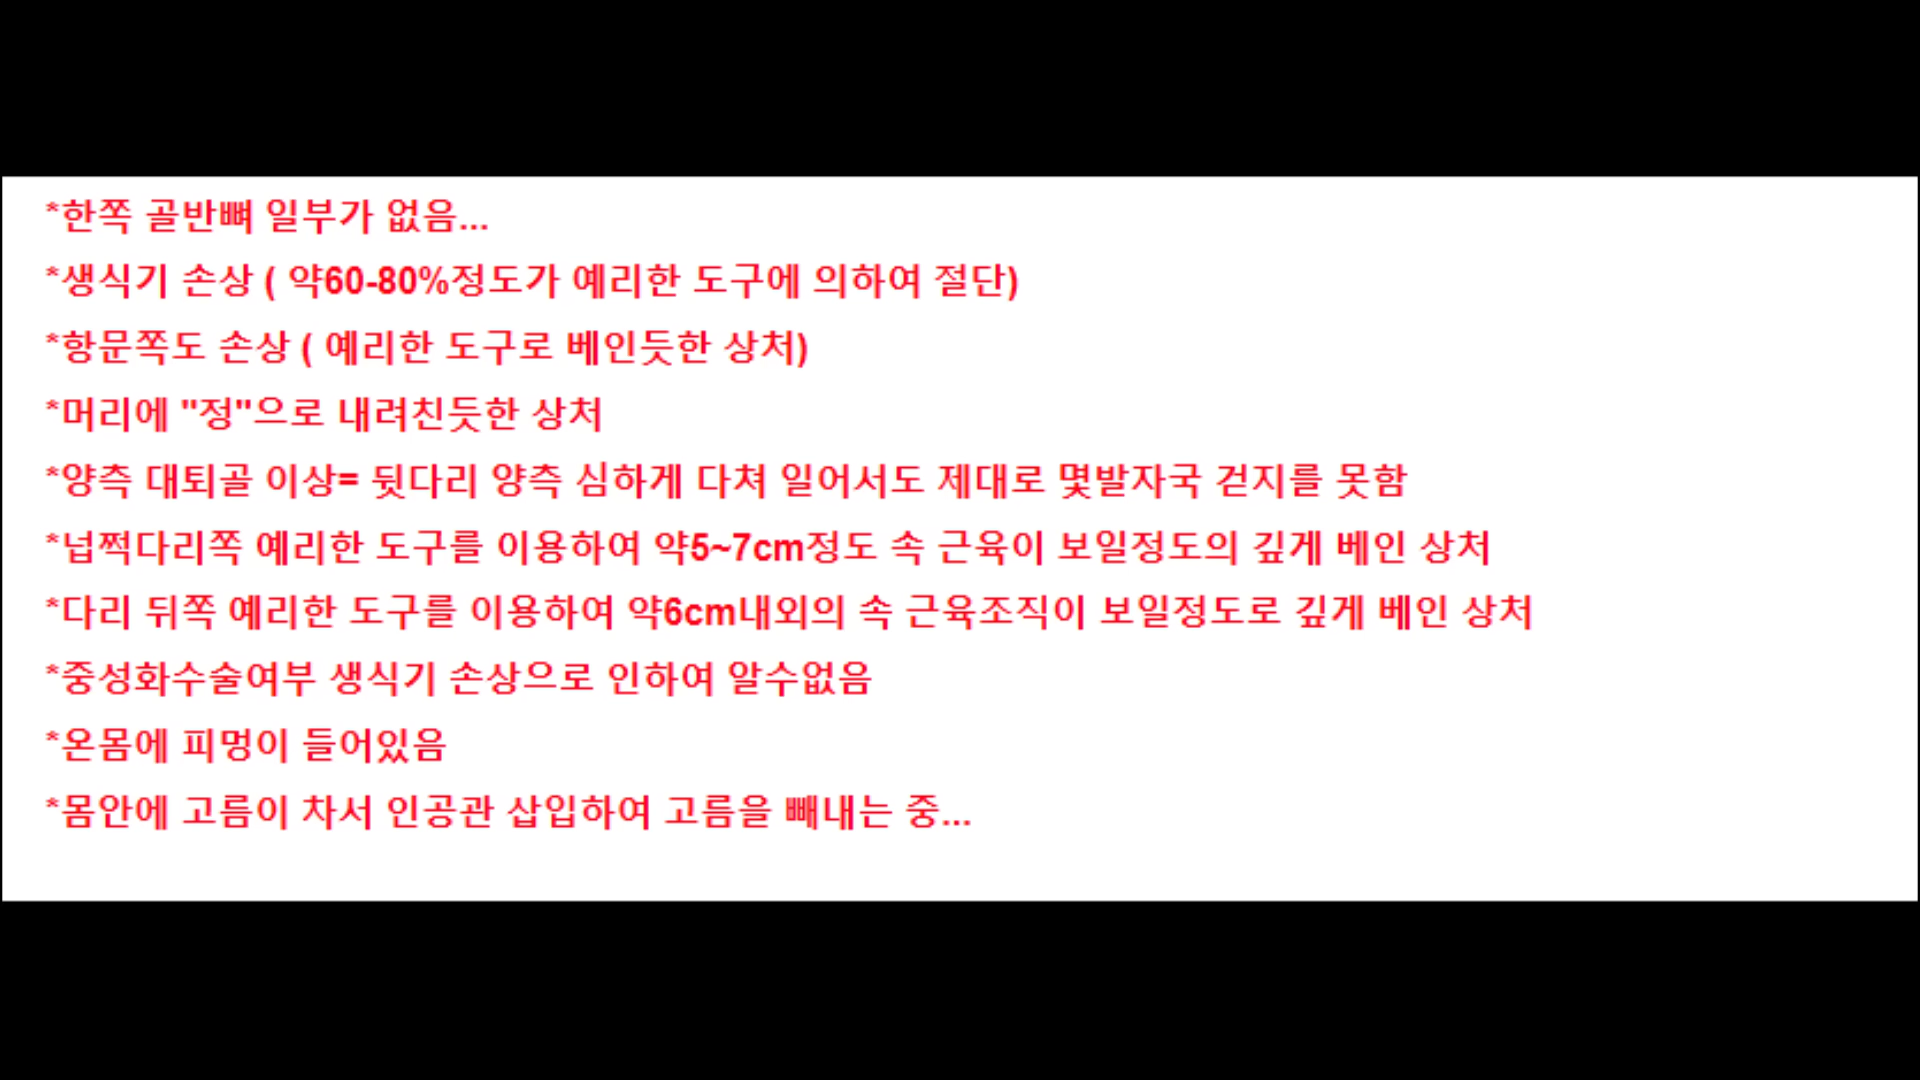 *한쪽 골반뼈 일부가 없음...
*생식기 손상 ( 약60-80%정도가 예리한 도구에 의하여 절단)
*항문쪽도 손상 ( 예리한 도구로 베인듯한 상처)
*머리에 "정"으로 내려친듯한 상처
*양측 대퇴골 이상= 뒷다리 양측 심하게 다쳐 일어서도 제대로 몇발자국 걷지를 못함
*넙쩍다리쪽 예리한 도구를 이용하여 약5~7cm정도 속 근육이 보일정도의 깊게 베인 상처
*다리 뒤쪽 예리한 도구를 이용하여 약6cm내외의 속 근육조직이 보일정도로 깊게 베인 상처
*중성화수술여부 생식기 손상으로 인하여 알수없음
*온몸에 피멍이 들어있음
*몸안에 고름이 차서 인공관 삽입하여 고름을 빼내는 중...